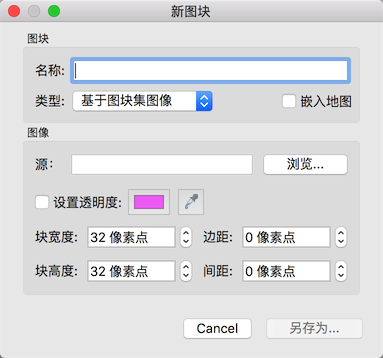 新图块
图块
名称:
类型: 基于图块集图像 嵌入地图
图像
源: 浏览...
设置透明度:
块宽度: 32 像素点 边距: 0 像素点
块高度: 32 像素点 间距: 0 像素点
Cancel 另存为...